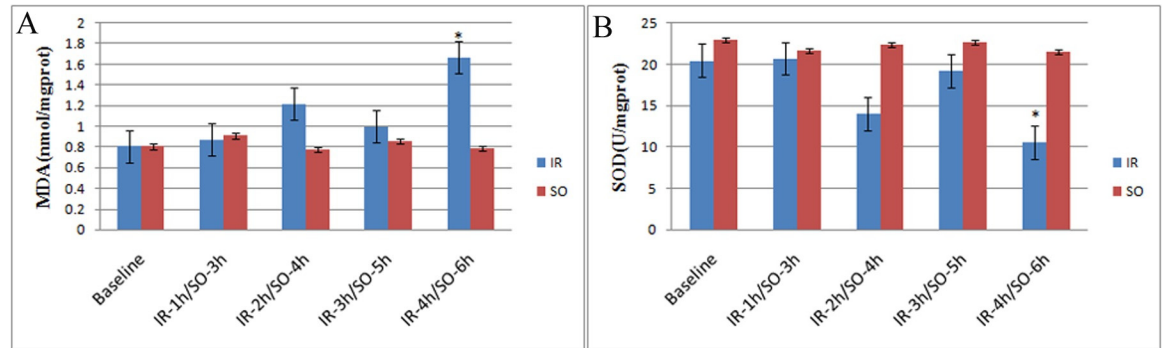 A
MDA(nmol/mgprot)
2
1.8
1.6
1.4
1.2
1
0.8
0.6
0.4
0.2
0
*
Baseline
IR-1h/SO-3h
IR-2h/SO-4h
IR-3h/SO-5h
IR-4h/SO-6h
IR
SO
B
SOD(U/mgprot)
25
20
15
10
5
0
*
Baseline
IR-1h/SO-3h
IR-2h/SO-4h
IR-3h/SO-5h
IR-4h/SO-6h
IR
SO